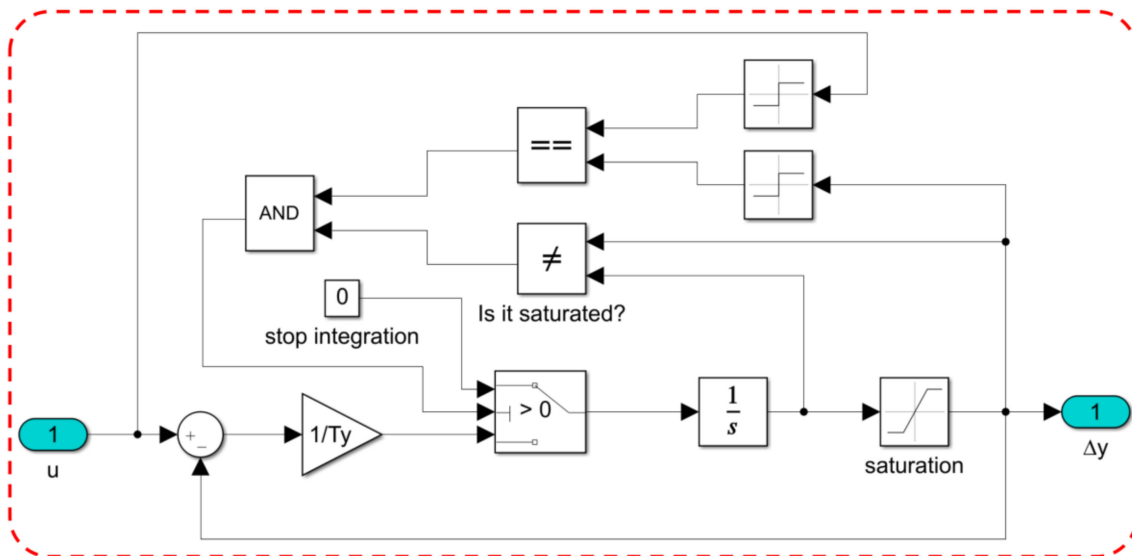 ==
AND
≠
0
Is it saturated?
stop integration
> 0
1
s
1
+
−
1/Ty
1
u
saturation
Δy